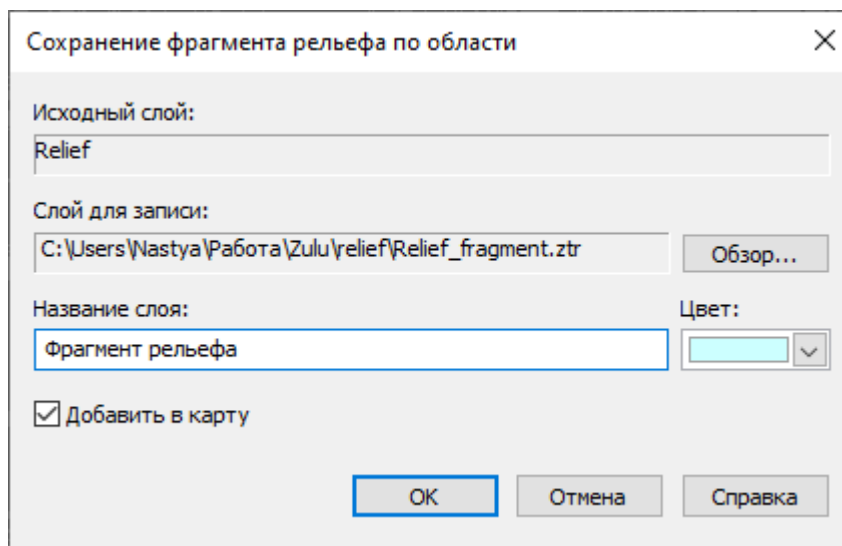 Сохранение фрагмента рельефа по области
Исходный слой:
Relief
Слой для записи:
C:\Users\Nastya\Работа\Zulu\relief\Relief_fragment.ztr
Обзор...
Название слоя:
Цвет:
Фрагмент рельефа
Добавить в карту
ОК
Отмена
Справка